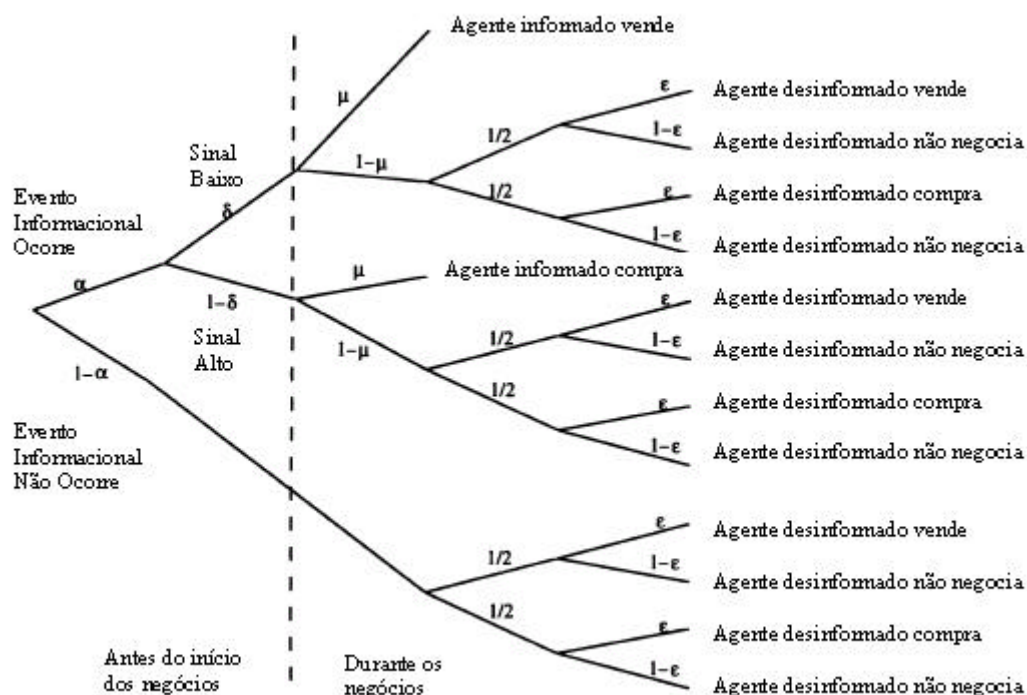 Agente informado vende
μ
ε
Agente desinformado vende
1/2
1-ε
Agente desinformado não negocia
Sinal
Baixo
1-μ
1/2
ε
Agente desinformado compra
1-ε
Agente desinformado não negocia
Evento
Informacional
Ocorre
δ
α
1-δ
μ
Agente informado compra
Sinal
Alto
1-μ
ε
Agente desinformado vende
1/2
1-ε
Agente desinformado não negocia
1/2
ε
Agente desinformado compra
1-ε
Agente desinformado não negocia
1-α
Evento
Informacional
Não Ocorre
ε
Agente desinformado vende
1/2
1-ε
Agente desinformado não negocia
1/2
ε
Agente desinformado compra
1-ε
Agente desinformado não negocia
Antes do início
dos negócios
Durante os
negócios